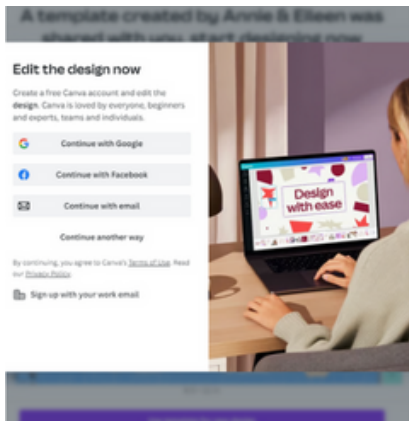 A template created by Annie & Eileen was
shared with you, start designing now
Edit the design now
Create a free Canva account and edit the
design. Canva is loved by everyone, beginners
and experts, teams and individuals.
Continue with Google
Continue with Facebook
Continue with email
Continue another way
By continuing, you agree to Canva's Terms of Use. Read
our Privacy Policy.
Sign up with your work email
Design
with ease